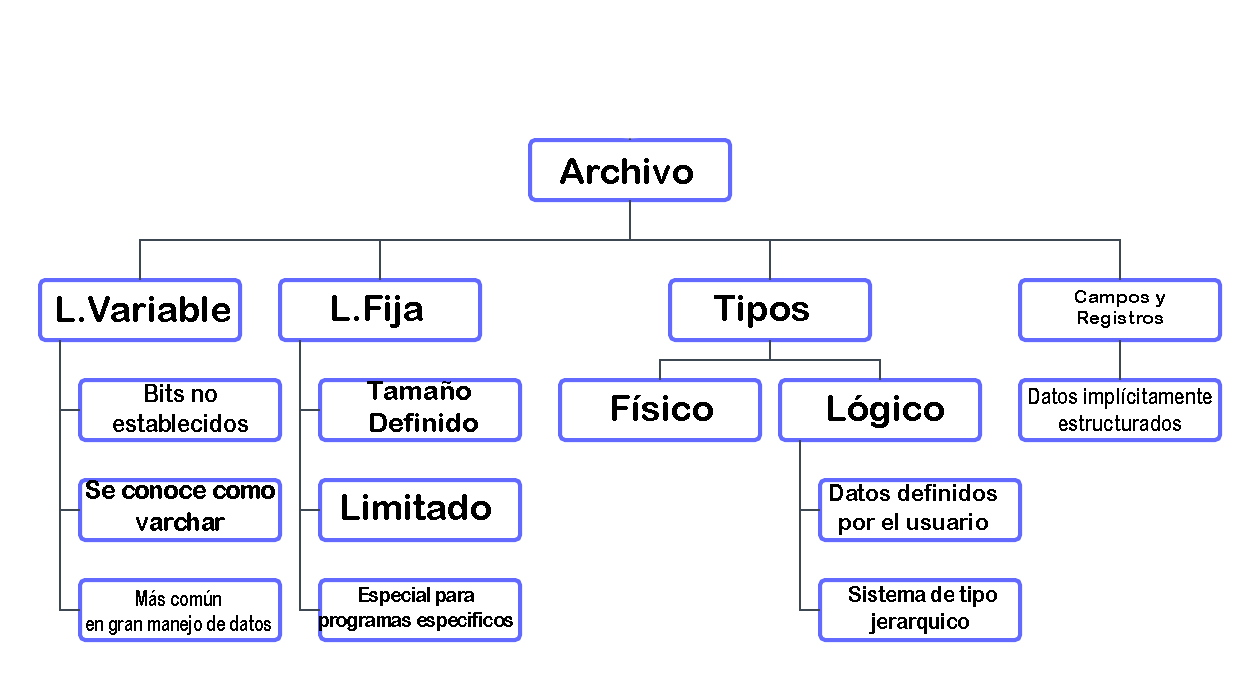 Archivo
L.Variable
L.Fija
Tipos
Campos y
Registros
Bits no
establecidos
Tamaño
Definido
Físico
Lógico
Datos implícitamente
estructurados
Se conoce como
varchar
Limitado
Datos definidos
por el usuario
Más común
en gran manejo de datos
Especial para
programas especificos
Sistema de tipo
jerarquico